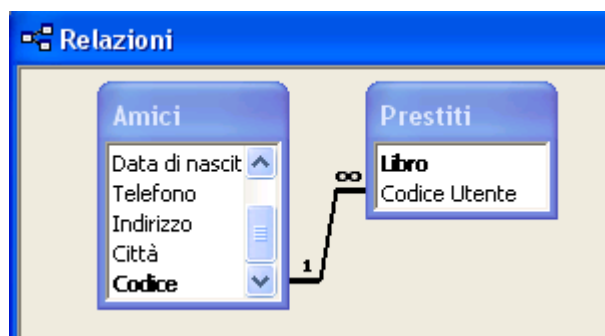 Relazioni
Amici
Data di nascit
Telefono
Indirizzo
Città
Codice
1
∞
Prestiti
Libro
Codice Utente